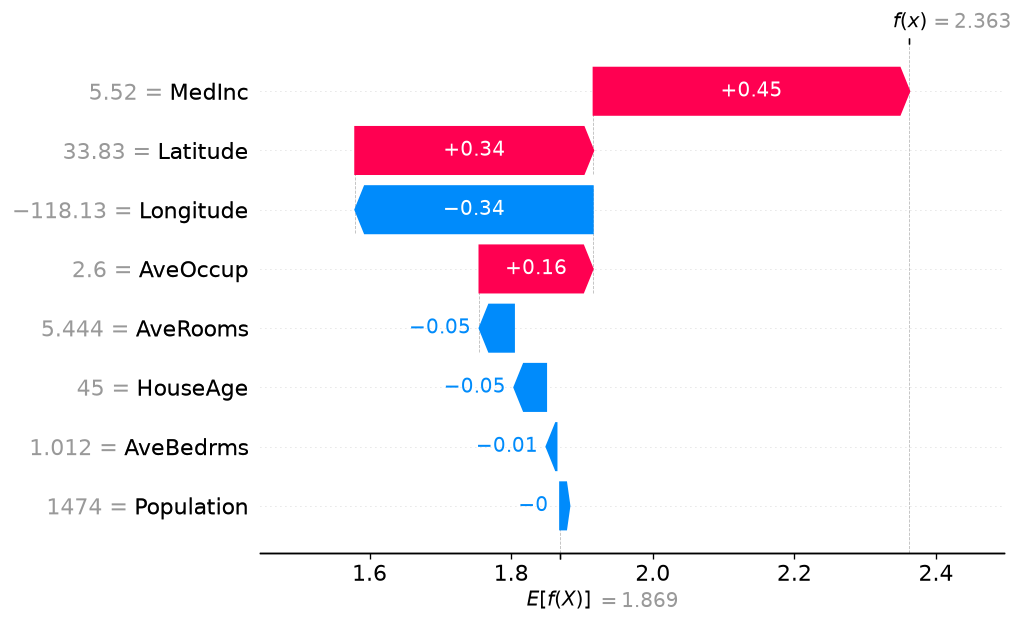 f(x) = 2.363
5.52 = MedInc +0.45
33.83 = Latitude +0.34
−118.13 = Longitude −0.34
2.6 = AveOccup +0.16
5.444 = AveRooms −0.05
45 = HouseAge −0.05
1.012 = AveBedrms −0.01
1474 = Population −0
1.6 1.8 2.0 2.2 2.4
E[f(X)] = 1.869